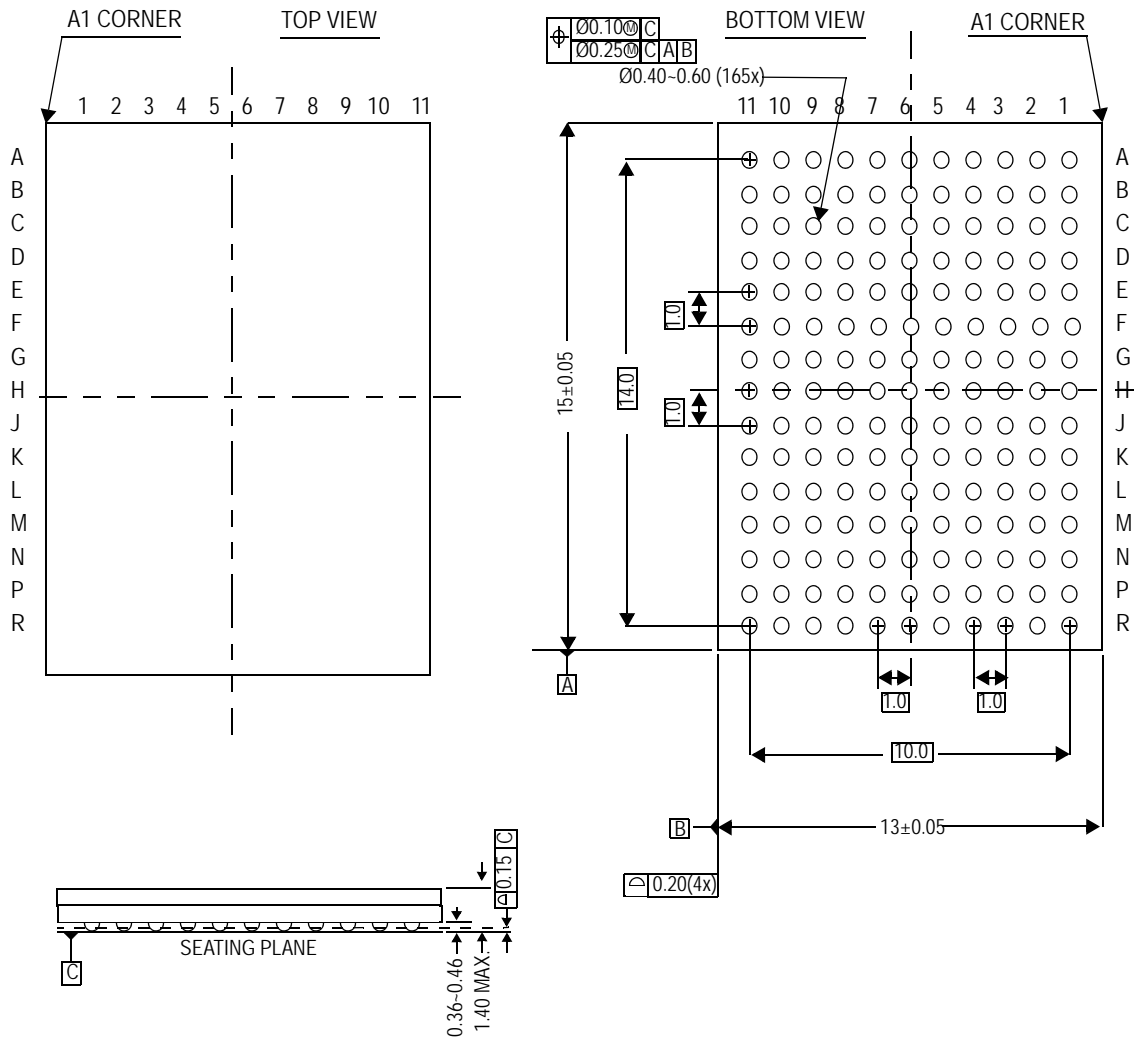 A1 CORNER
TOP VIEW
1 2 3 4 5 6 7 8 9 10 11
A
B
C
D
E
F
G
H
J
K
L
M
N
P
R
⌖ Ø0.10Ⓜ C
Ø0.25Ⓜ C A B
BOTTOM VIEW
A1 CORNER
Ø0.40~0.60 (165x)
11 10 9 8 7 6 5 4 3 2 1
A
B
C
D
E
F
G
H
J
K
L
M
N
P
R
1.0
1.0
14.0
15±0.05
A
1.0
1.0
10.0
B
13±0.05
⌓ 0.20(4x)
⌓ 0.15 C
SEATING PLANE
C
0.36~0.46
1.40 MAX.